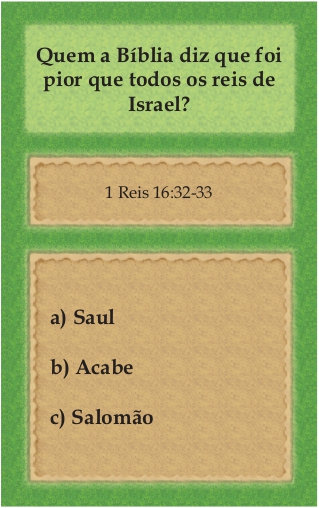 Quem a Bíblia diz que foi
pior que todos os reis de
Israel?
1 Reis 16:32-33
a) Saul
b) Acabe
c) Salomão